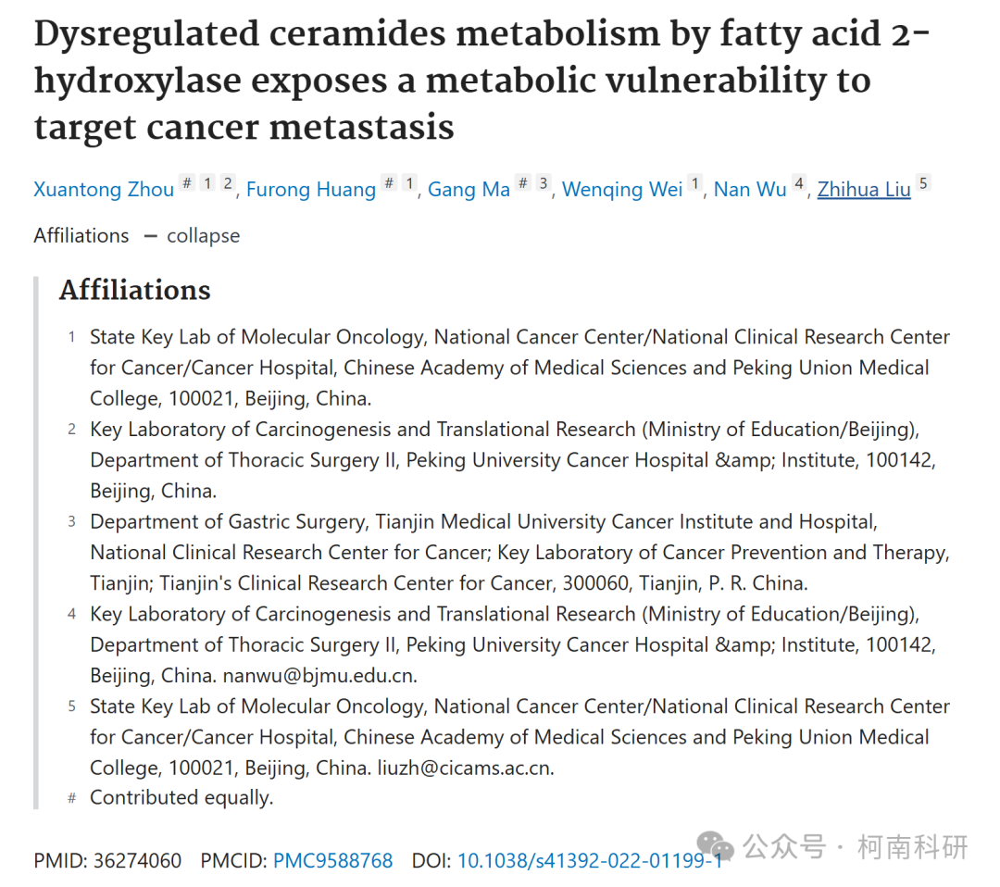 Dysregulated ceramides metabolism by fatty acid 2-
hydroxylase exposes a metabolic vulnerability to
target cancer metastasis
Xuantong Zhou # 1 2, Furong Huang # 1, Gang Ma # 3, Wenqing Wei 1, Nan Wu 4, Zhihua Liu 5
Affiliations − collapse
Affiliations
1 State Key Lab of Molecular Oncology, National Cancer Center/National Clinical Research Center
for Cancer/Cancer Hospital, Chinese Academy of Medical Sciences and Peking Union Medical
College, 100021, Beijing, China.
2 Key Laboratory of Carcinogenesis and Translational Research (Ministry of Education/Beijing),
Department of Thoracic Surgery II, Peking University Cancer Hospital &amp; Institute, 100142,
Beijing, China.
3 Department of Gastric Surgery, Tianjin Medical University Cancer Institute and Hospital,
National Clinical Research Center for Cancer; Key Laboratory of Cancer Prevention and Therapy,
Tianjin; Tianjin's Clinical Research Center for Cancer, 300060, Tianjin, P. R. China.
4 Key Laboratory of Carcinogenesis and Translational Research (Ministry of Education/Beijing),
Department of Thoracic Surgery II, Peking University Cancer Hospital &amp; Institute, 100142,
Beijing, China. nanwu@bjmu.edu.cn.
5 State Key Lab of Molecular Oncology, National Cancer Center/National Clinical Research Center
for Cancer/Cancer Hospital, Chinese Academy of Medical Sciences and Peking Union Medical
College, 100021, Beijing, China. liuzh@cicams.ac.cn.
# Contributed equally.
PMID: 36274060 PMCID: PMC9588768 DOI: 10.1038/s41392-022-01199-1
公众号 · 柯南科研